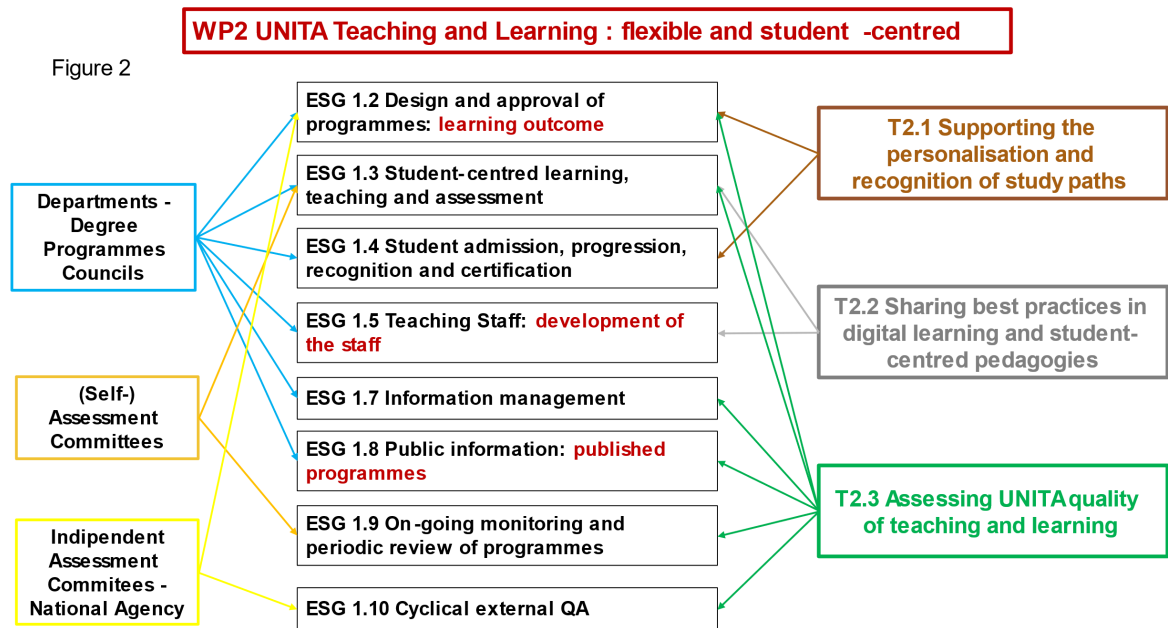 WP2 UNITA Teaching and Learning : flexible and student -centred
Figure 2
ESG 1.2 Design and approval of
programmes: learning outcome
ESG 1.3 Student-centred learning,
teaching and assessment
ESG 1.4 Student admission, progression,
recognition and certification
ESG 1.5 Teaching Staff: development of
the staff
ESG 1.7 Information management
ESG 1.8 Public information: published
programmes
ESG 1.9 On-going monitoring and
periodic review of programmes
ESG 1.10 Cyclical external QA
Departments -
Degree
Programmes
Councils
(Self-)
Assessment
Committees
Indipendent
Assessment
Commitees -
National Agency
T2.1 Supporting the
personalisation and
recognition of study paths
T2.2 Sharing best practices in
digital learning and student-
centred pedagogies
T2.3 Assessing UNITA quality
of teaching and learning